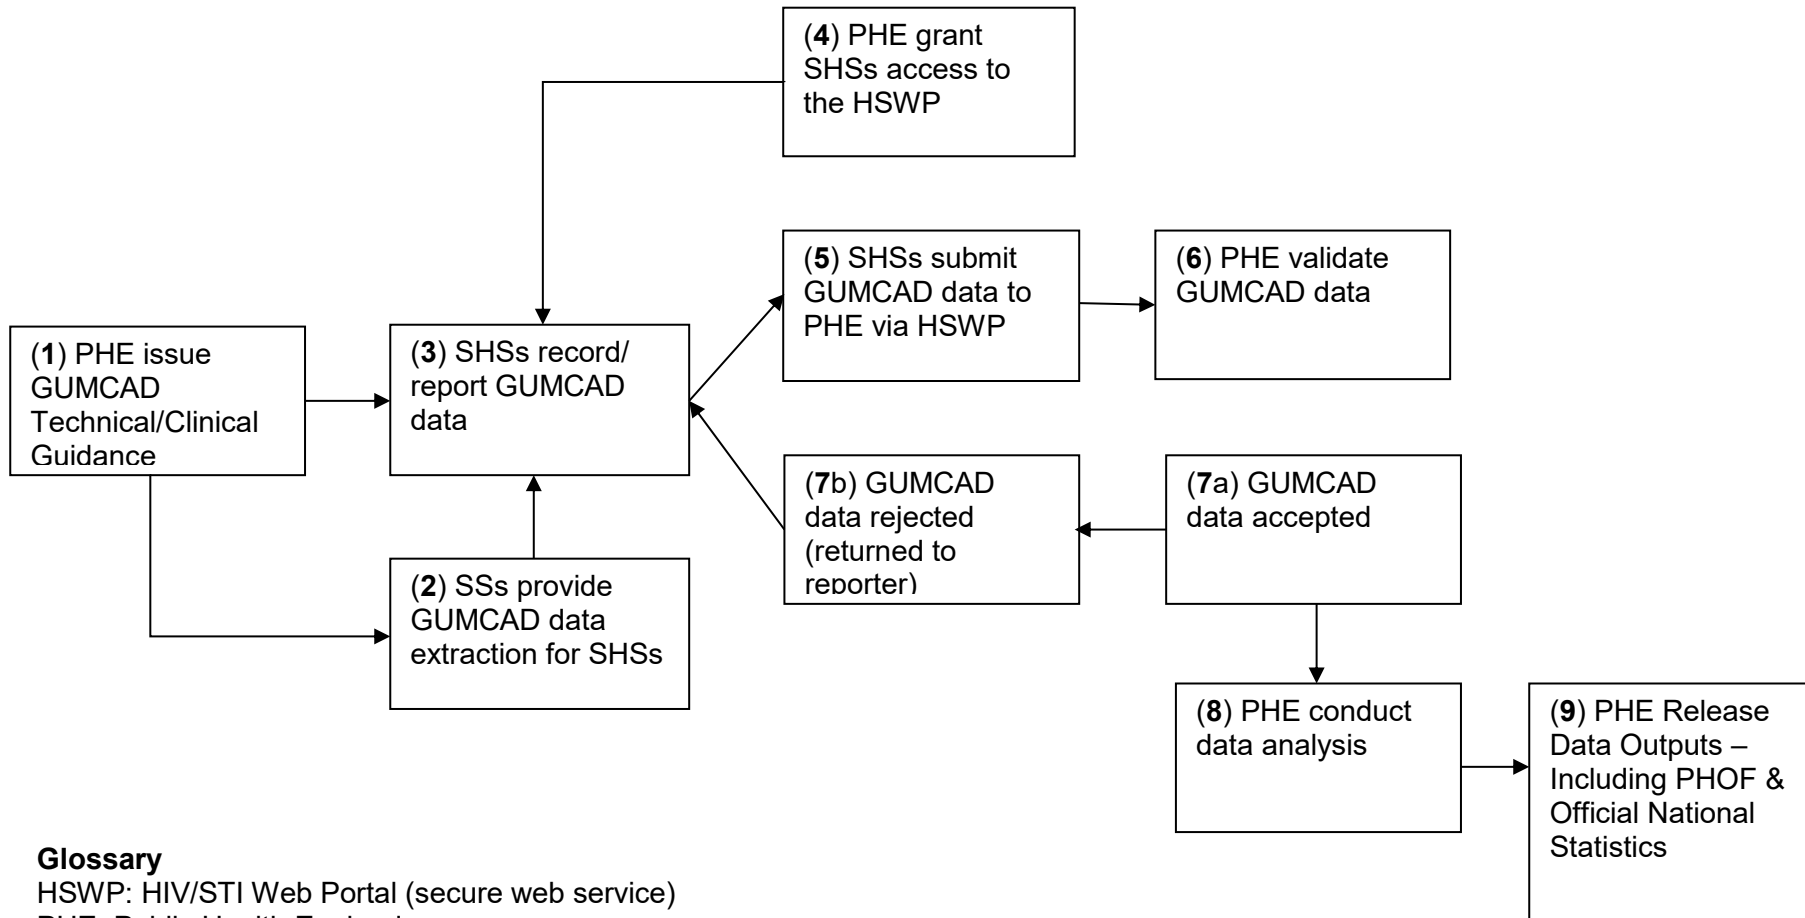 (4) PHE grant
SHSs access to
the HSWP
(5) SHSs submit
GUMCAD data to
PHE via HSWP
(6) PHE validate
GUMCAD data
(1) PHE issue
GUMCAD
Technical/Clinical
Guidance
(3) SHSs record/
report GUMCAD
data
(7b) GUMCAD
data rejected
(returned to
reporter)
(7a) GUMCAD
data accepted
(2) SSs provide
GUMCAD data
extraction for SHSs
(8) PHE conduct
data analysis
(9) PHE Release
Data Outputs –
Including PHOF &
Official National
Statistics
Glossary
HSWP: HIV/STI Web Portal (secure web service)
PHE: Public Health England